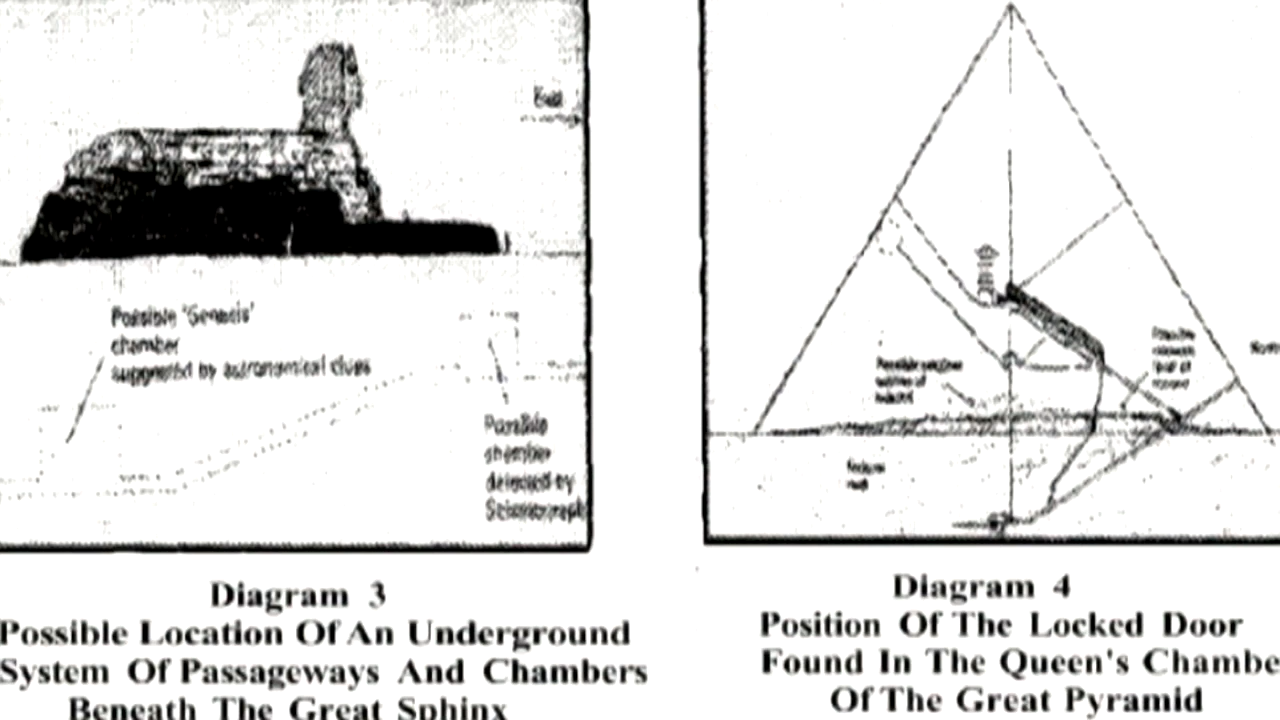 East
Possible 'Genesis'
chamber
suggested by astronomical clues
Possible
chamber
detected by
Seismograph
Diagram 3
Possible Location Of An Underground
System Of Passageways And Chambers
Beneath The Great Sphinx
Diagram 4
Position Of The Locked Door
Found In The Queen's Chambe
Of The Great Pyramid